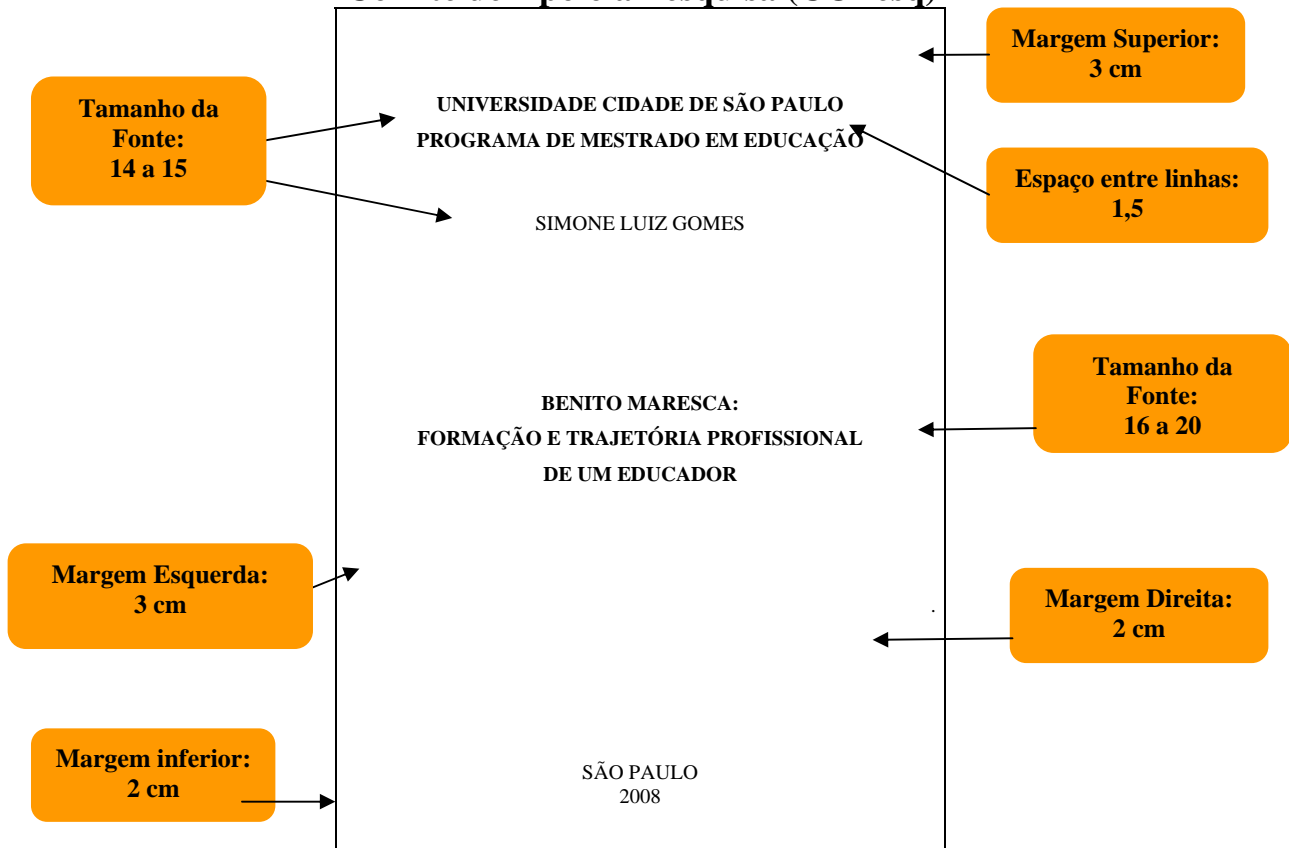 Margem Superior:
3 cm
Tamanho da
Fonte:
14 a 15
UNIVERSIDADE CIDADE DE SÃO PAULO
PROGRAMA DE MESTRADO EM EDUCAÇÃO
Espaço entre linhas:
1,5
SIMONE LUIZ GOMES
Tamanho da
Fonte:
16 a 20
BENITO MARESCA:
FORMAÇÃO E TRAJETÓRIA PROFISSIONAL
DE UM EDUCADOR
Margem Esquerda:
3 cm
Margem Direita:
2 cm
.
Margem inferior:
2 cm
SÃO PAULO
2008